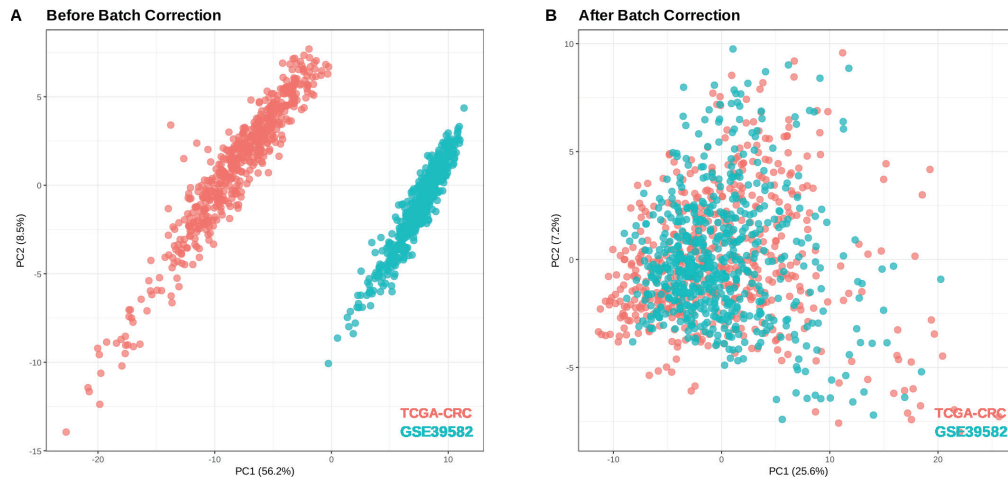 A Before Batch Correction
5
0
-5
-10
-15
-20
-10
0
10
PC2 (8.5%)
PC1 (56.2%)
TCGA-CRC
GSE39582
B After Batch Correction
10
5
0
-5
-10
0
10
20
PC2 (7.2%)
PC1 (25.6%)
TCGA-CRC
GSE39582